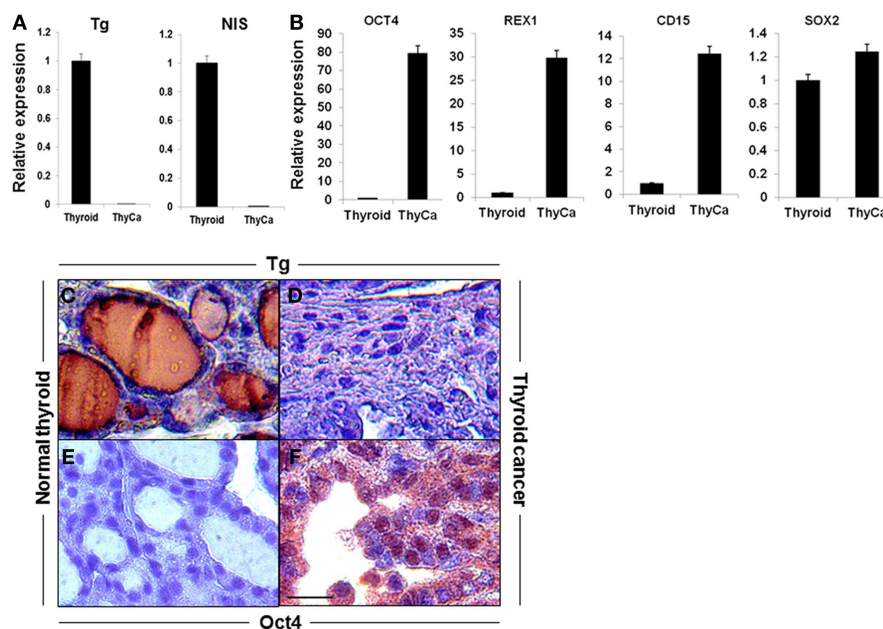 A
Tg
NIS
Relative expression
1.2
1
0.8
0.6
0.4
0.2
0
Thyroid ThyCa
1.2
1
0.8
0.6
0.4
0.2
0
Thyroid ThyCa
B
OCT4
REX1
CD15
SOX2
Relative expression
90
80
70
60
50
40
30
20
10
0
Thyroid ThyCa
35
30
25
20
15
10
5
0
Thyroid ThyCa
14
12
10
8
6
4
2
0
Thyroid ThyCa
1.4
1.2
1
0.8
0.6
0.4
0.2
0
Thyroid ThyCa
Tg
Normal thyroid
C
D
E
F
Thyroid cancer
Oct4